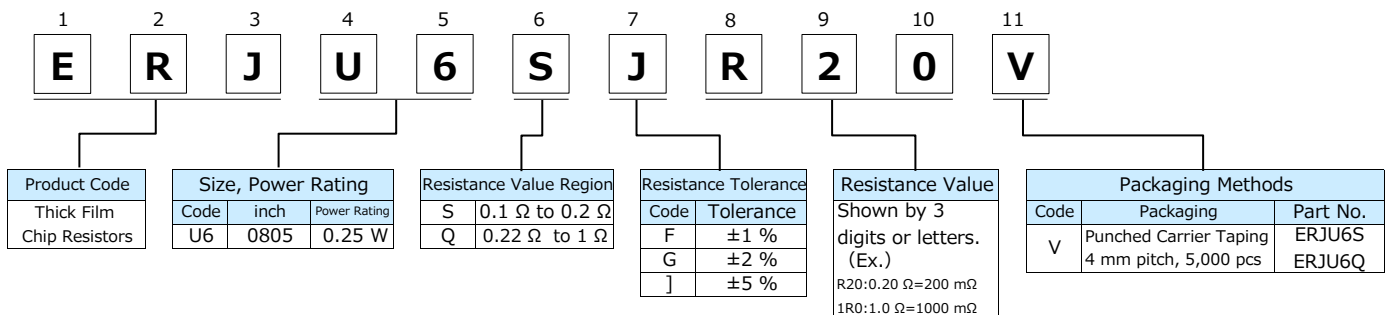 1 2 3 4 5 6 7 8 9 10 11
E R J U 6 S J R 2 0 V
Product Code
Thick Film
Chip Resistors
Size, Power Rating
Code inch Power Rating
U6 0805 0.25 W
Resistance Value Region
S 0.1 Ω to 0.2 Ω
Q 0.22 Ω to 1 Ω
Resistance Tolerance
Code Tolerance
F ±1 %
G ±2 %
] ±5 %
Resistance Value
Shown by 3
digits or letters.
(Ex.)
R20:0.20 Ω=200 mΩ
1R0:1.0 Ω=1000 mΩ
Packaging Methods
Code Packaging Part No.
V Punched Carrier Taping ERJU6S
4 mm pitch, 5,000 pcs ERJU6Q